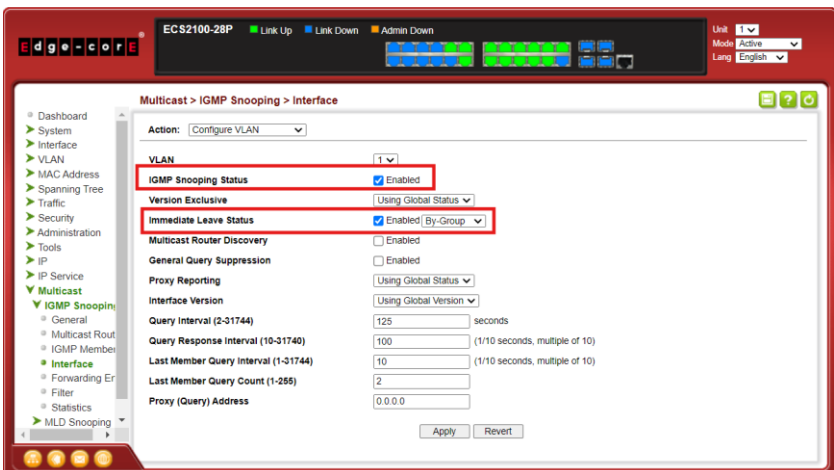 Edge-corE®
ECS2100-28P Link Up Link Down Admin Down
Unit 1
Mode Active
Lang English
Dashboard
System
Interface
VLAN
MAC Address
Spanning Tree
Traffic
Security
Administration
Tools
IP
IP Service
Multicast
IGMP Snooping
General
Multicast Rout
IGMP Member
Interface
Forwarding En
Filter
Statistics
MLD Snooping
Multicast > IGMP Snooping > Interface
?
Action: Configure VLAN
VLAN 1
IGMP Snooping Status Enabled
Version Exclusive Using Global Status
Immediate Leave Status Enabled By-Group
Multicast Router Discovery Enabled
General Query Suppression Enabled
Proxy Reporting Using Global Status
Interface Version Using Global Version
Query Interval (2-31744) 125 seconds
Query Response Interval (10-31740) 100 (1/10 seconds, multiple of 10)
Last Member Query Interval (1-31744) 10 (1/10 seconds, multiple of 10)
Last Member Query Count (1-255) 2
Proxy (Query) Address 0.0.0.0
Apply Revert